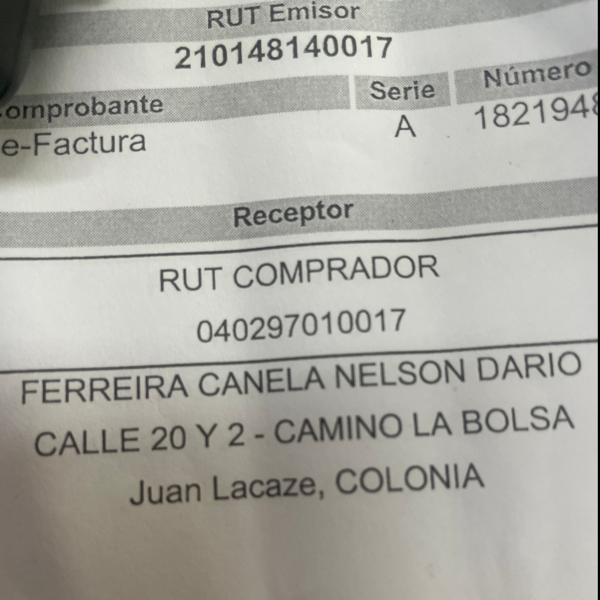 RUT Emisor
210148140017
omprobante Serie Número
e-Factura A 1821948
Receptor
RUT COMPRADOR
040297010017
FERREIRA CANELA NELSON DARIO
CALLE 20 Y 2 - CAMINO LA BOLSA
Juan Lacaze, COLONIA